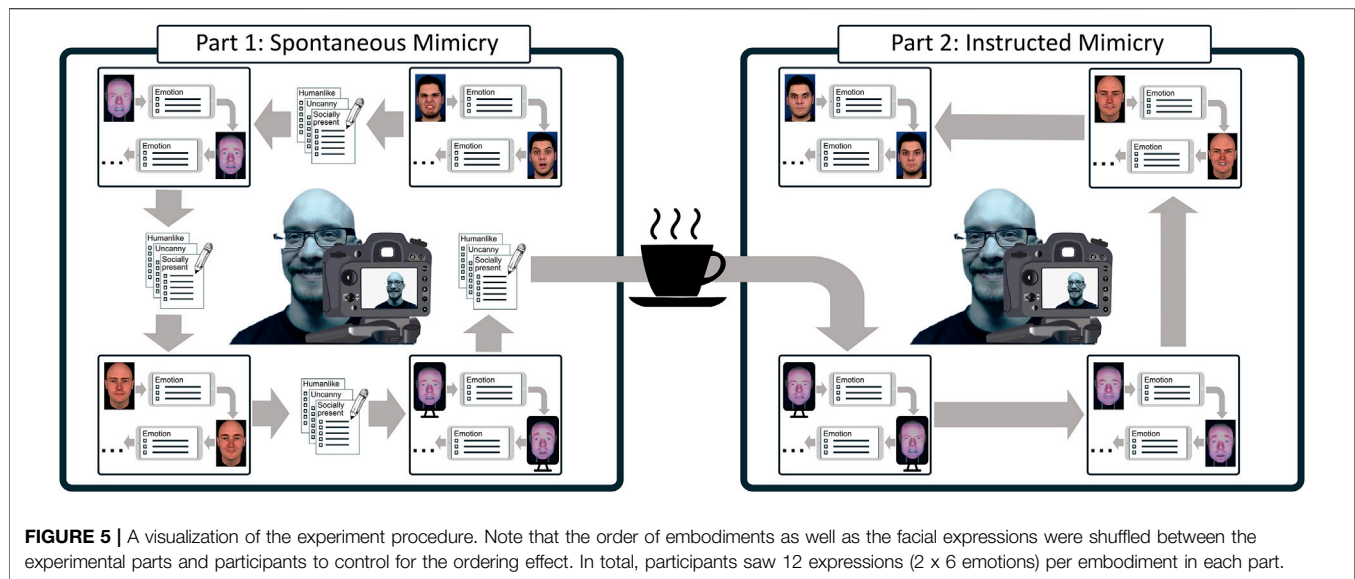 Part 1: Spontaneous Mimicry
Emotion
Emotion
...
Humanlike
Uncanny
Socially
present
Emotion
Emotion
...
Humanlike
Uncanny
Socially
present
Humanlike
Uncanny
Socially
present
Emotion
Emotion
...
Humanlike
Uncanny
Socially
present
Emotion
Emotion
...
Part 2: Instructed Mimicry
Emotion
Emotion
...
Emotion
Emotion
...
Emotion
Emotion
...
Emotion
Emotion
...
FIGURE 5 | A visualization of the experiment procedure. Note that the order of embodiments as well as the facial expressions were shuffled between the
experimental parts and participants to control for the ordering effect. In total, participants saw 12 expressions (2 x 6 emotions) per embodiment in each part.